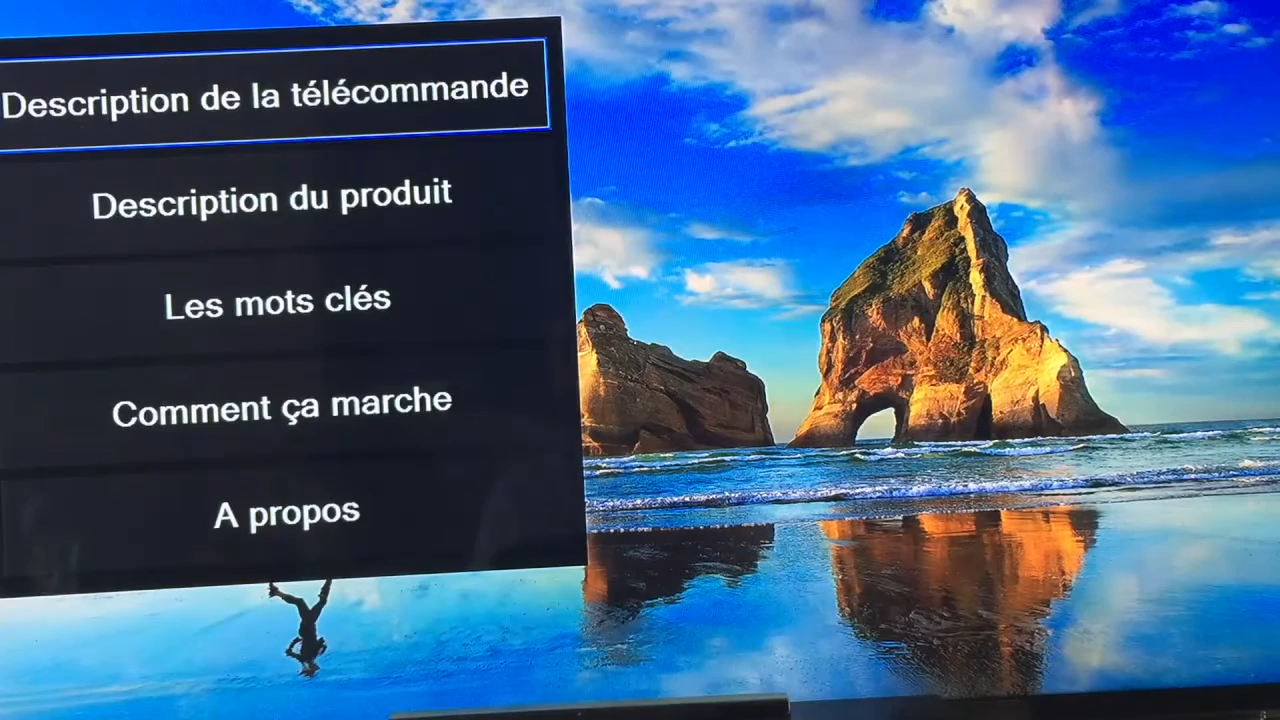 Description de la télécommande
Description du produit
Les mots clés
Comment ça marche
A propos